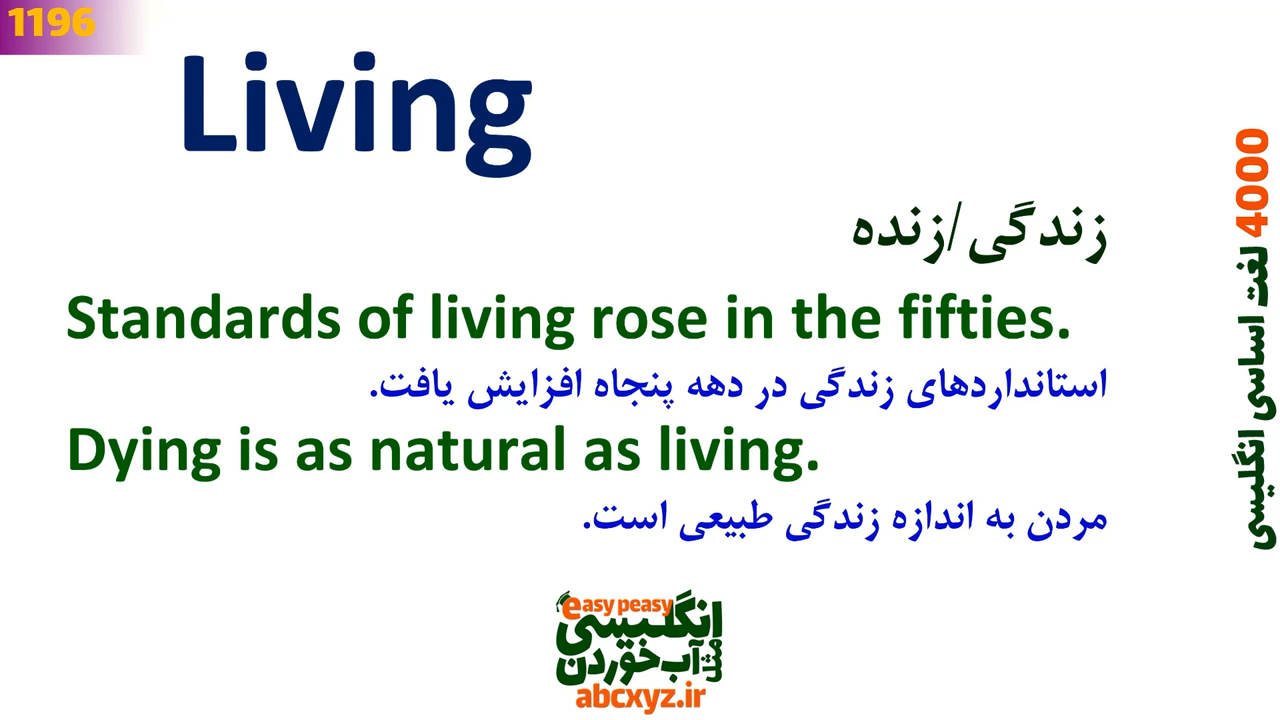 1196
Living
زندگی/زنده
Standards of living rose in the fifties.
استانداردهای زندگی در دهه پنجاه افزایش یافت.
Dying is as natural as living.
مردن به اندازه زندگی طبیعی است.
4000 لغت اساسی انگلیسی
easy peasy
انگلیسی
مثل آب خوردن
abcxyz.ir